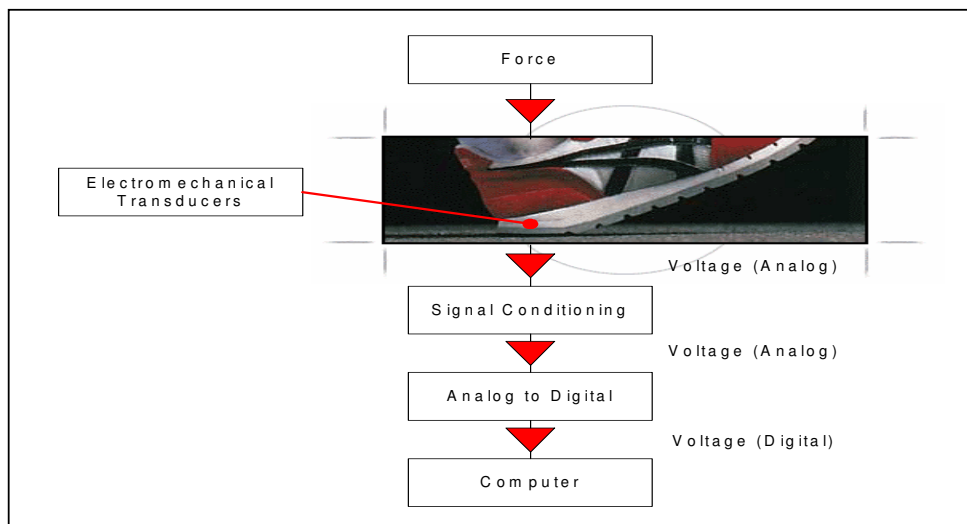 Force
Electromechanical
Transducers
Voltage (Analog)
Signal Conditioning
Voltage (Analog)
Analog to Digital
Voltage (Digital)
Computer